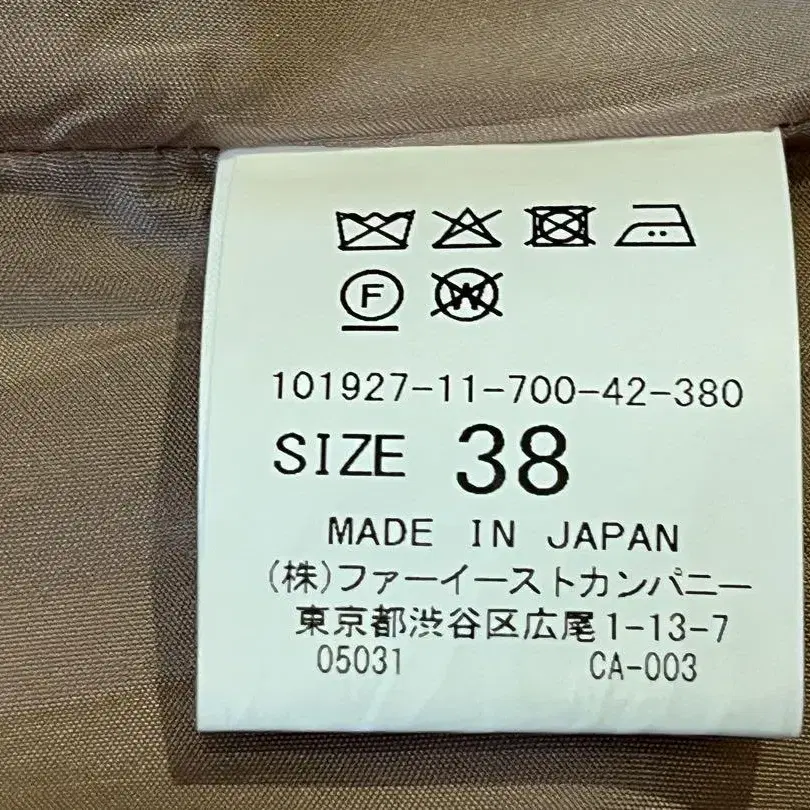 F W
101927-11-700-42-380
SIZE 38
MADE IN JAPAN
(株)ファーイーストカンパニー
東京都渋谷区広尾1-13-7
05031 CA-003